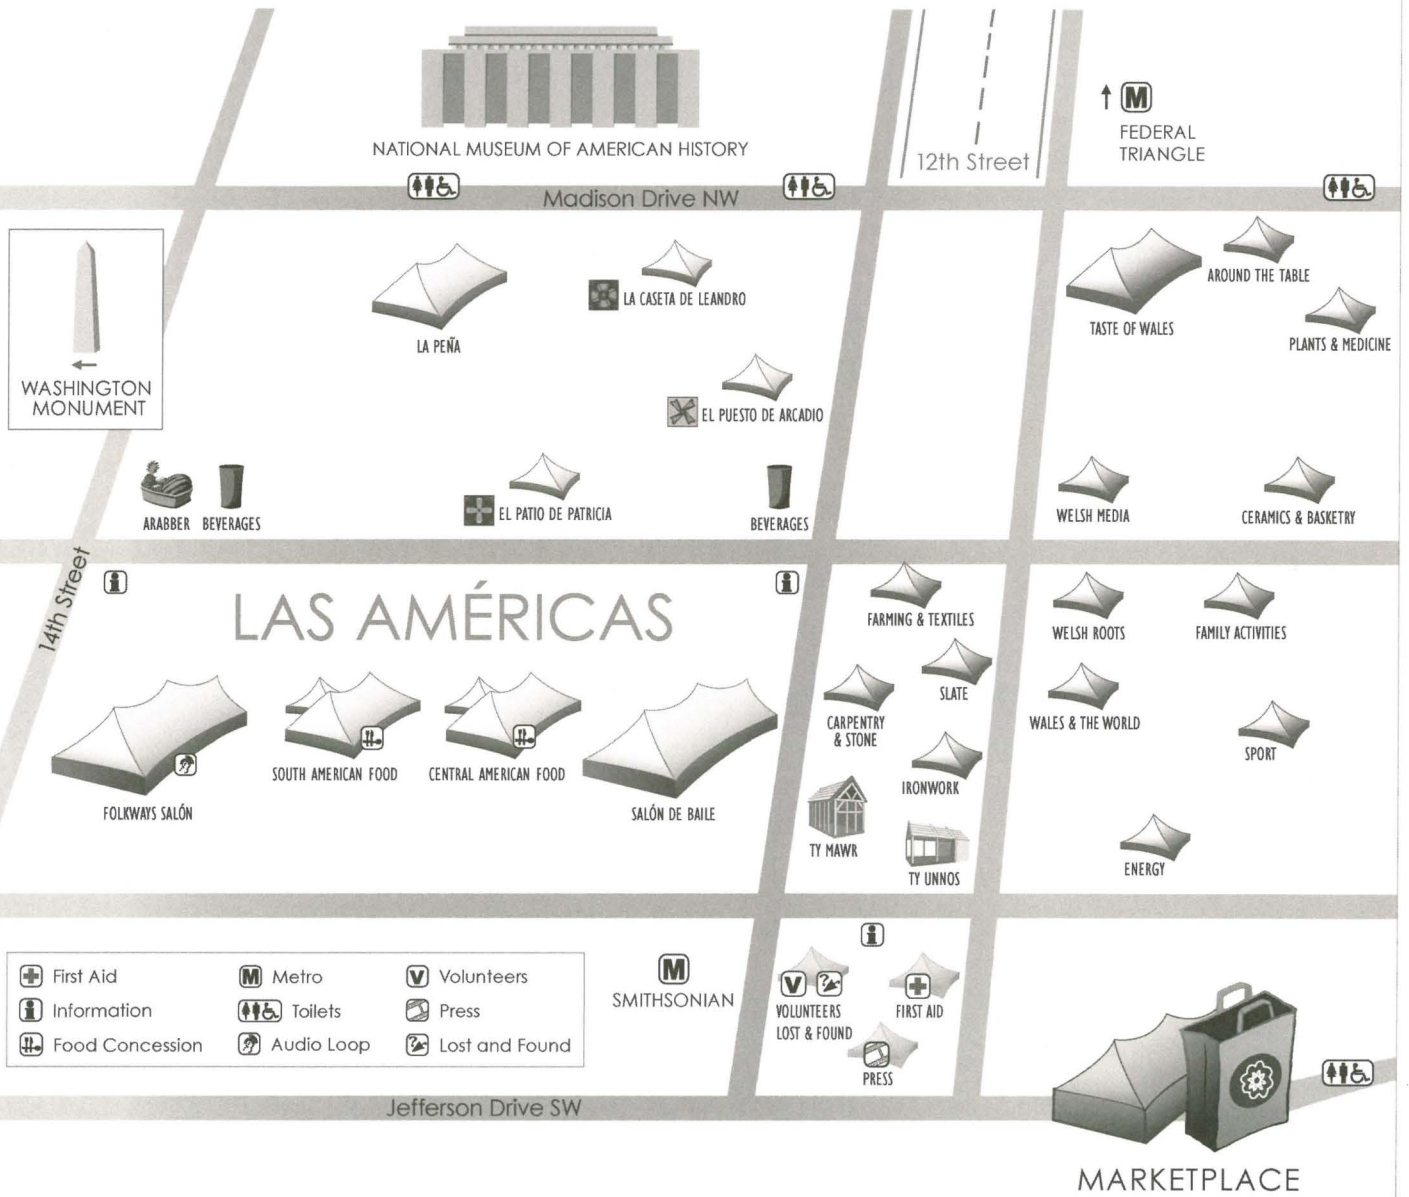 M
FEDERAL
TRIANGLE
NATIONAL MUSEUM OF AMERICAN HISTORY
12th Street
Madison Drive NW
WASHINGTON
MONUMENT
LA PEÑA
LA CASETA DE LEANDRO
EL PUESTO DE ARCADIO
EL PATIO DE PATRICIA
ARABBER
BEVERAGES
BEVERAGES
TASTE OF WALES
AROUND THE TABLE
PLANTS & MEDICINE
WELSH MEDIA
CERAMICS & BASKETRY
14th Street
i
LAS AMÉRICAS
i
FARMING & TEXTILES
WELSH ROOTS
FAMILY ACTIVITIES
SLATE
CARPENTRY
& STONE
WALES & THE WORLD
SPORT
IRONWORK
TY MAWR
TY UNNOS
ENERGY
FOLKWAYS SALÓN
SOUTH AMERICAN FOOD
CENTRAL AMERICAN FOOD
SALÓN DE BAILE
First Aid
M Metro
V Volunteers
i Information
Toilets
Press
Food Concession
Audio Loop
? Lost and Found
M
SMITHSONIAN
i
V ?
VOLUNTEERS
LOST & FOUND
FIRST AID
PRESS
Jefferson Drive SW
MARKETPLACE